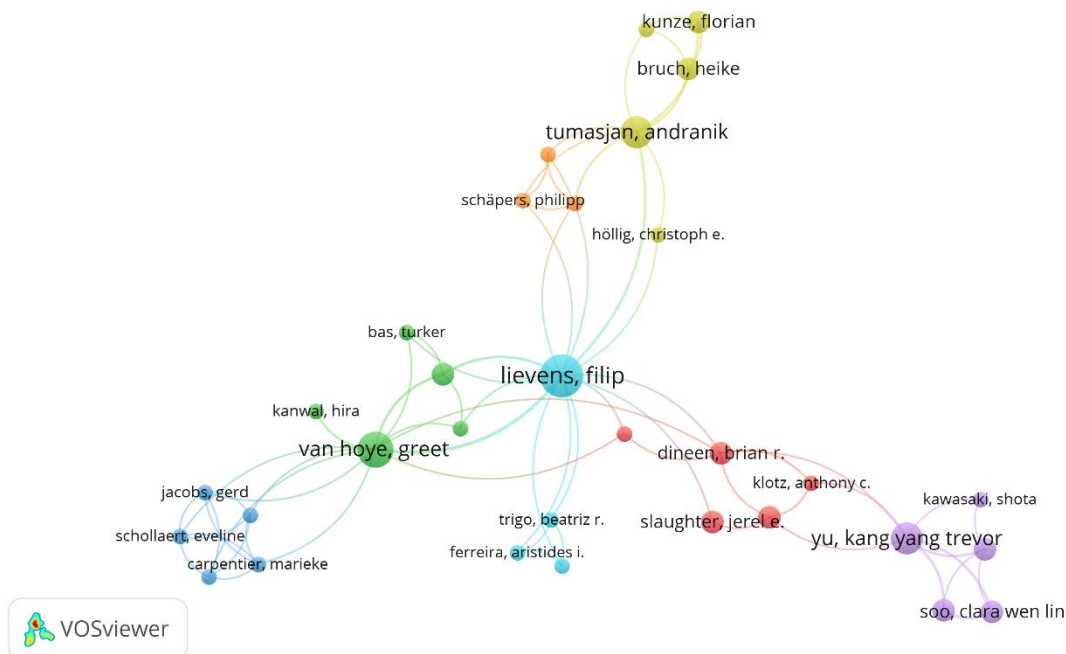 kunze, florian
bruch, heike
tumasjan, andranik
schäpers, philipp
höllig, christoph e.
bas, turker
lievens, filip
kanwal, hira
van hoye, greet
dineen, brian r.
klotz, anthony c.
jacobs, gerd
kawasaki, shota
trigo, beatriz r.
slaughter, jerel e.
schollaert, eveline
yu, kang yang trevor
ferreira, aristides i.
carpentier, marieke
soo, clara wen lin
VOSviewer